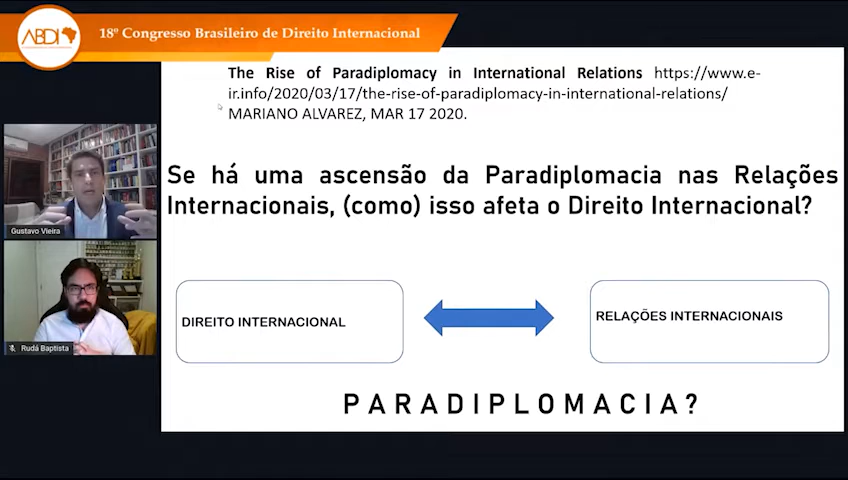 ABDI
18º Congresso Brasileiro de Direito Internacional
The Rise of Paradiplomacy in International Relations https://www.e-
ir.info/2020/03/17/the-rise-of-paradiplomacy-in-international-relations/
MARIANO ALVAREZ, MAR 17 2020.
Se há uma ascensão da Paradiplomacia nas Relações
Internacionais, (como) isso afeta o Direito Internacional?
Gustavo Vieira
Rudá Baptista
DIREITO INTERNACIONAL
RELAÇÕES INTERNACIONAIS
PARADIPLOMACIA?